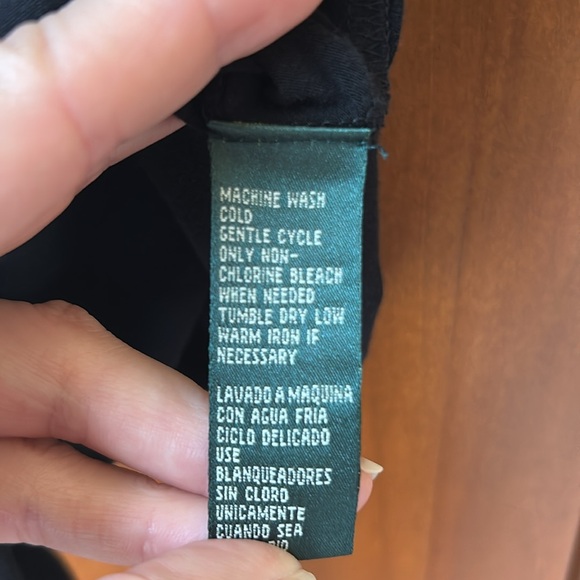 MACHINE WASH
COLD
GENTLE CYCLE
ONLY NON-
CHLORINE BLEACH
WHEN NEEDED
TUMBLE DRY LOW
WARM IRON IF
NECESSARY
LAVADO A MAQUINA
CON AGUA FRIA
CICLO DELICADO
USE
BLANQUEADORES
SIN CLORO
UNICAMENTE
CUANDO SEA